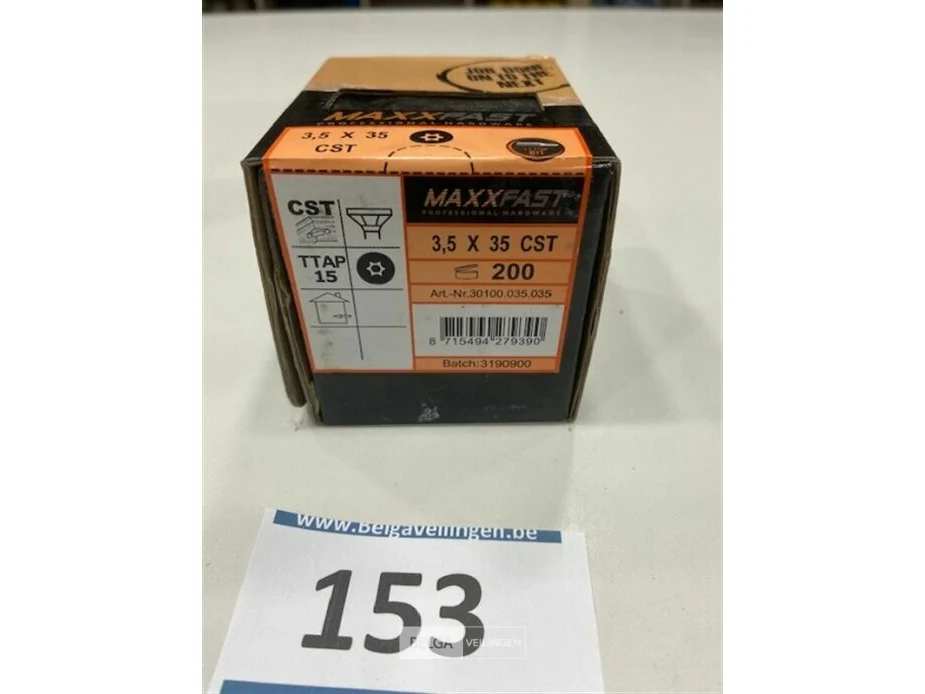 JOB DONE.
ON TO THE
NEXT
MAXXFAST
PROFESSIONAL HARDWARE
3,5 X 35
CST
CST
TTAP
15
MAXXFAST
PROFESSIONAL HARDWARE
3,5 X 35 CST
200
Art.-Nr.30100.035.035
8 715494 279390
Batch: 3190900
www.Belgaveilingen.be
153
BELGA VEILINGEN